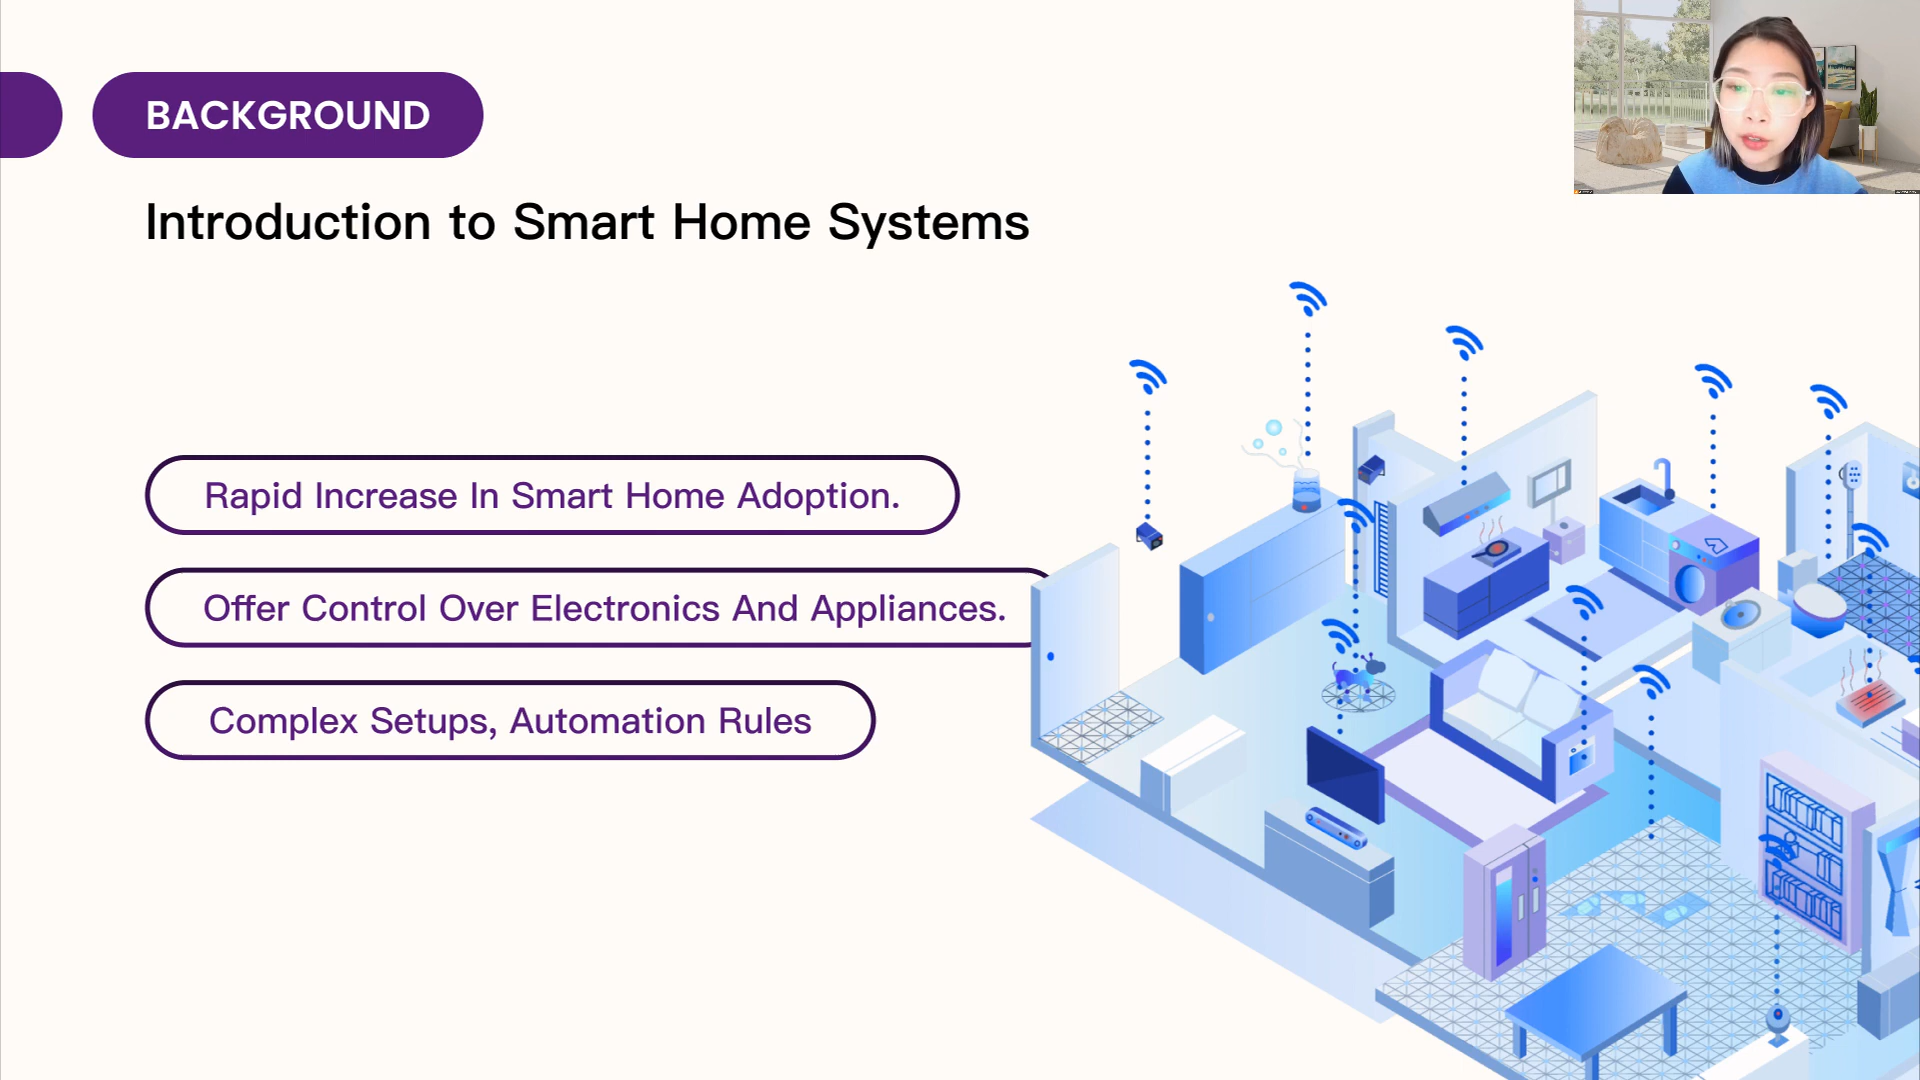 BACKGROUND
Introduction to Smart Home Systems
Rapid Increase In Smart Home Adoption.
Offer Control Over Electronics And Appliances.
Complex Setups, Automation Rules